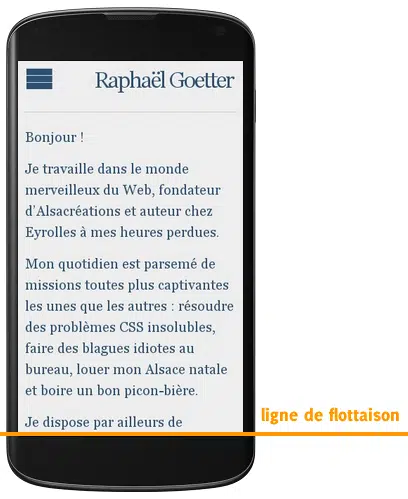 Raphaël Goetter
Bonjour !
Je travaille dans le monde
merveilleux du Web, fondateur
d'Alsacréations et auteur chez
Eyrolles à mes heures perdues.
Mon quotidien est parsemé de
missions toutes plus captivantes
les unes que les autres : résoudre
des problèmes CSS insolubles,
faire des blagues idiotes au
bureau, louer mon Alsace natale
et boire un bon picon-bière.
Je dispose par ailleurs de
ligne de flottaison